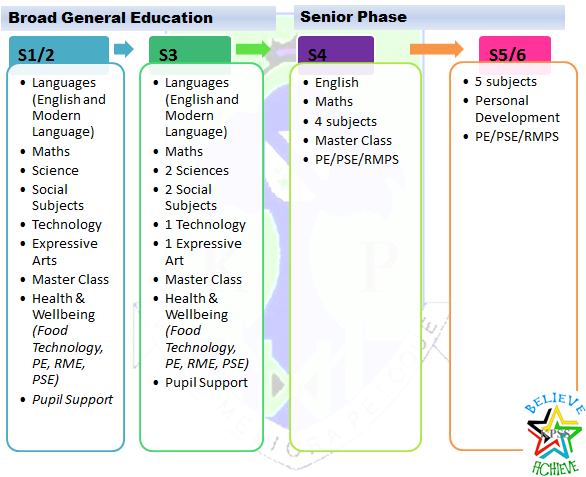 Broad General Education
Senior Phase
S1/2
• Languages
(English and
Modern
Language)
• Maths
• Science
• Social
Subjects
• Technology
• Expressive
Arts
• Master Class
• Health &
Wellbeing
(Food
Technology,
PE, RME,
PSE)
• Pupil Support
S3
• Languages
(English and
Modern
Language)
• Maths
• 2 Sciences
• 2 Social
Subjects
• 1 Technology
• 1 Expressive
Art
• Master Class
• Health &
Wellbeing
(Food
Technology,
PE, RME, PSE)
• Pupil Support
S4
• English
• Maths
• 4 subjects
• Master Class
• PE/PSE/RMPS
S5/6
• 5 subjects
• Personal
Development
• PE/PSE/RMPS
BELIEVE
ACHIEVE